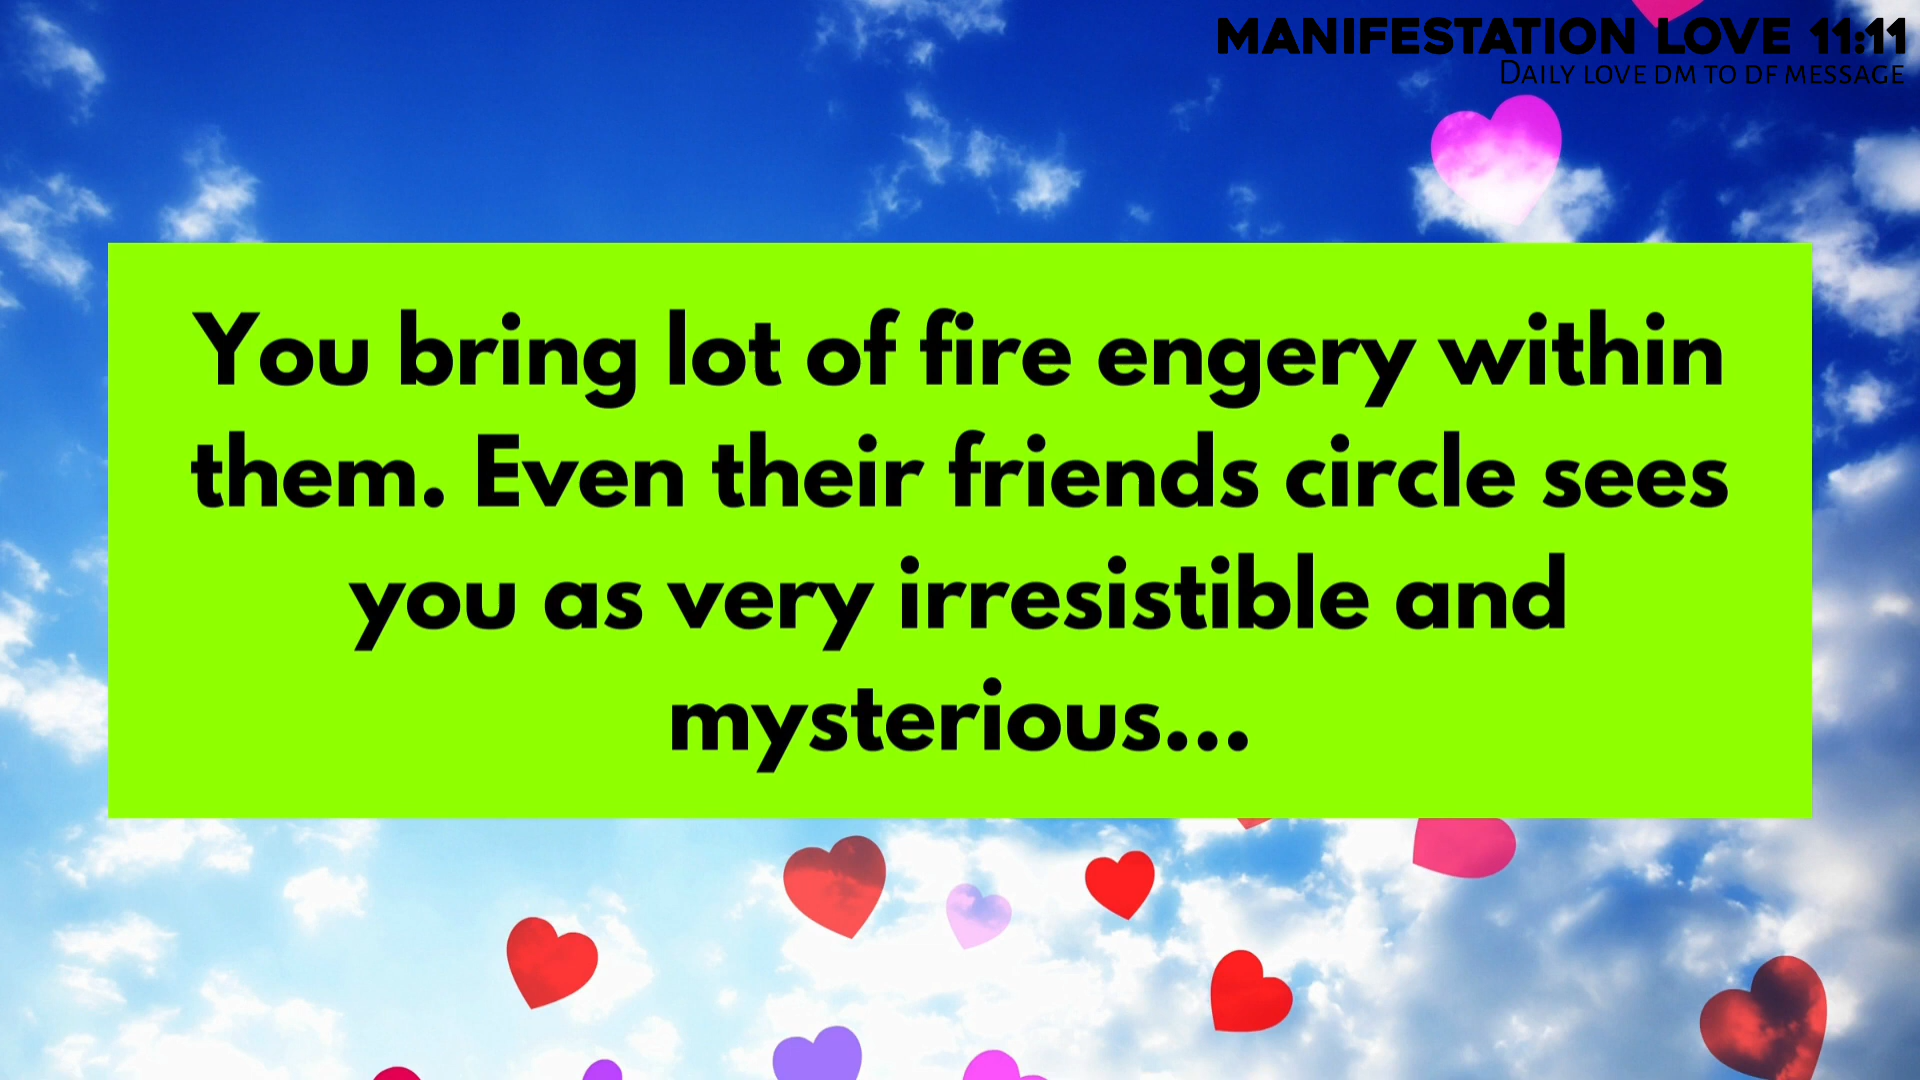 MANIFESTATION LOVE 11:11
DAILY LOVE DM TO DF MESSAGE
You bring lot of fire engery within
them. Even their friends circle sees
you as very irresistible and
mysterious...